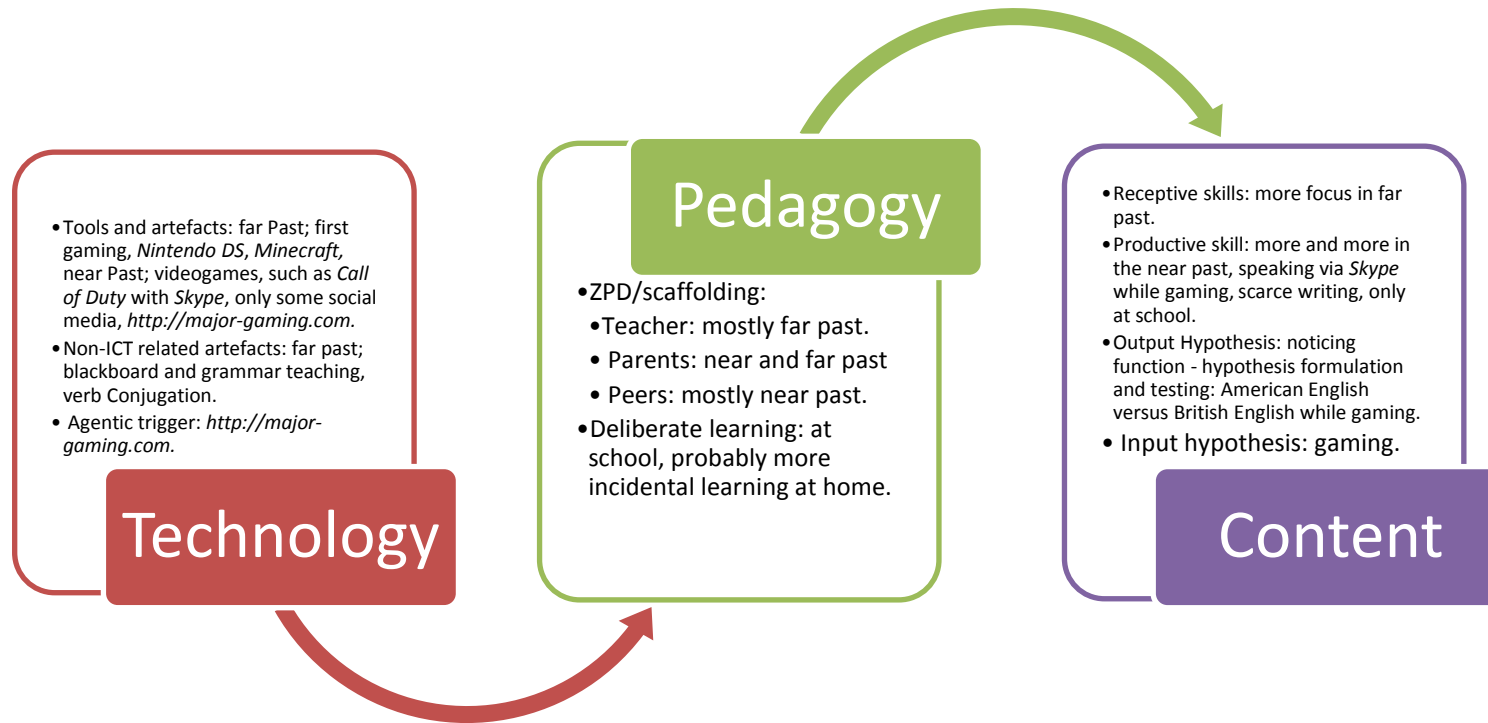 •Tools and artefacts: far Past; first
gaming, Nintendo DS, Minecraft,
near Past; videogames, such as Call
of Duty with Skype, only some social
media, http://major-gaming.com.
•Non-ICT related artefacts: far past;
blackboard and grammar teaching,
verb Conjugation.
• Agentic trigger: http://major-
gaming.com.
Technology
Pedagogy
•ZPD/scaffolding:
•Teacher: mostly far past.
• Parents: near and far past
• Peers: mostly near past.
•Deliberate learning: at
school, probably more
incidental learning at home.
•Receptive skills: more focus in far
past.
•Productive skill: more and more in
the near past, speaking via Skype
while gaming, scarce writing, only
at school.
•Output Hypothesis: noticing
function - hypothesis formulation
and testing: American English
versus British English while gaming.
• Input hypothesis: gaming.
Content